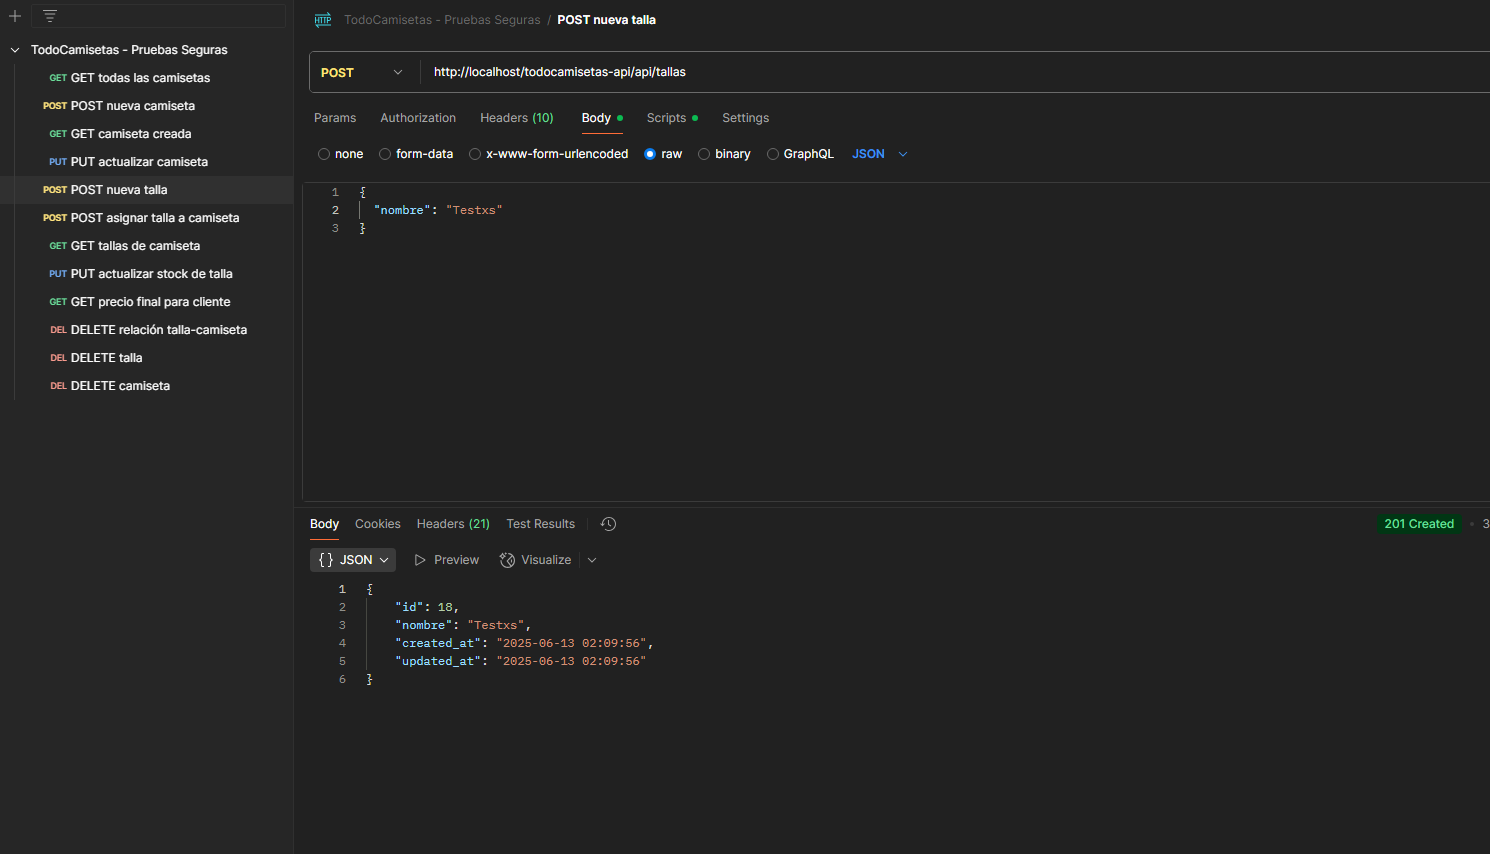 TodoCamisetas - Pruebas Seguras
GET GET todas las camisetas
POST POST nueva camiseta
GET GET camiseta creada
PUT PUT actualizar camiseta
POST POST nueva talla
POST POST asignar talla a camiseta
GET GET tallas de camiseta
PUT PUT actualizar stock de talla
GET GET precio final para cliente
DEL DELETE relación talla-camiseta
DEL DELETE talla
DEL DELETE camiseta
HTTP TodoCamisetas - Pruebas Seguras / POST nueva talla
POST http://localhost/todocamisetas-api/api/tallas
Params Authorization Headers (10) Body Scripts Settings
none form-data x-www-form-urlencoded raw binary GraphQL JSON
1 {
2 "nombre": "Testxs"
3 }
Body Cookies Headers (21) Test Results 201 Created • 3
{} JSON Preview Visualize
1 {
2 "id": 18,
3 "nombre": "Testxs",
4 "created_at": "2025-06-13 02:09:56",
5 "updated_at": "2025-06-13 02:09:56"
6 }